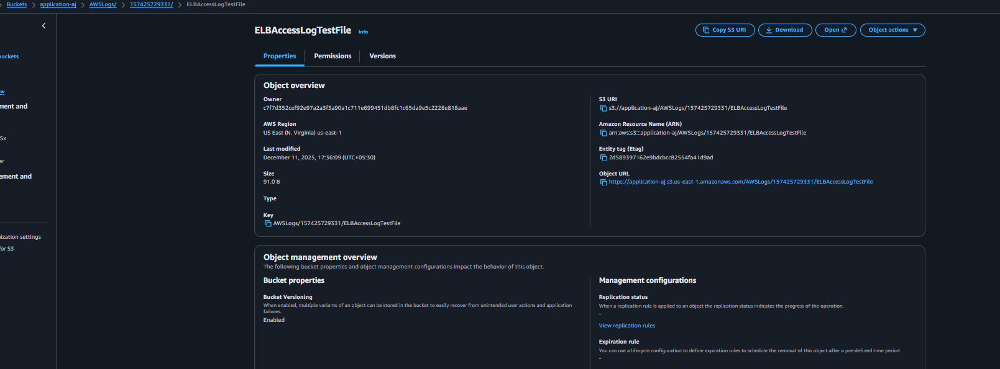 Buckets
application-aj
AWSLogs/
157425729331/
ELBAccessLogTestFile
ELBAccessLogTestFile Info
Copy S3 URI
Download
Open
Object actions
buckets
ment and
Sx
er
ement and
ization settings
for S3
Properties
Permissions
Versions
Object overview
Owner
c7f7d352cef92e97a2a3f3a90a1c711e699451db8fc1c65da9e5c2228e818aae
AWS Region
US East (N. Virginia) us-east-1
Last modified
December 11, 2025, 17:36:09 (UTC+05:30)
Size
91.0 B
Type
Key
AWSLogs/157425729331/ELBAccessLogTestFile
S3 URI
s3://application-aj/AWSLogs/157425729331/ELBAccessLogTestFile
Amazon Resource Name (ARN)
arn:aws:s3:::application-aj/AWSLogs/157425729331/ELBAccessLogTestFile
Entity tag (Etag)
2d589397162e9bdcbcc82554fa41d9ad
Object URL
https://application-aj.s3.us-east-1.amazonaws.com/AWSLogs/157425729331/ELBAccessLogTestFile
Object management overview
The following bucket properties and object management configurations impact the behavior of this object.
Bucket properties
Bucket Versioning
When enabled, multiple variants of an object can be stored in the bucket to easily recover from unintended user actions and application
failures.
Enabled
Management configurations
Replication status
When a replication rule is applied to an object the replication status indicates the progress of the operation.
-
View replication rules
Expiration rule
You can use a lifecycle configuration to define expiration rules to schedule the removal of this object after a pre-defined time period.
-